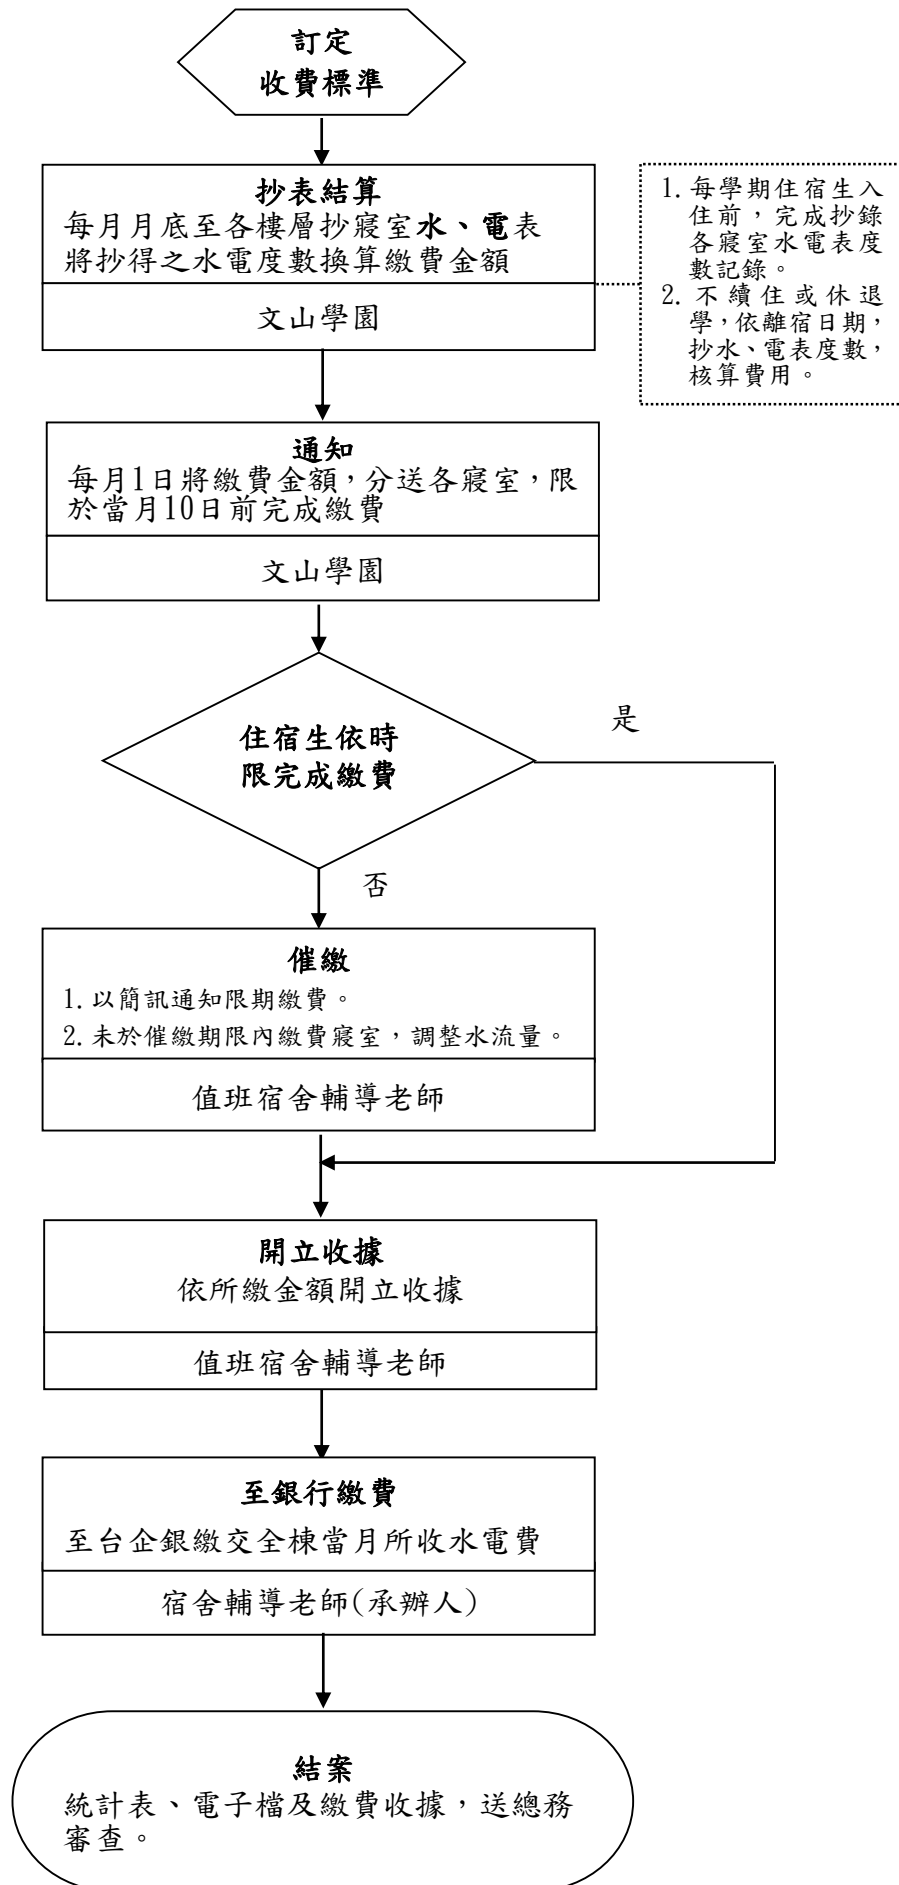 訂定
收費標準
抄表結算
每月月底至各樓層抄寢室水、電表
將抄得之水電度數換算繳費金額
文山學園
1. 每學期住宿生入
住前，完成抄錄
各寢室水電表度
數記錄。
2. 不續住或休退
學，依離宿日期，
抄水、電表度數，
核算費用。
通知
每月1日將繳費金額，分送各寢室，限
於當月10日前完成繳費
文山學園
住宿生依時
限完成繳費
是
否
催繳
1. 以簡訊通知限期繳費。
2. 未於催繳期限內繳費寢室，調整水流量。
值班宿舍輔導老師
開立收據
依所繳金額開立收據
值班宿舍輔導老師
至銀行繳費
至台企銀繳交全棟當月所收水電費
宿舍輔導老師(承辦人)
結案
統計表、電子檔及繳費收據，送總務
審查。